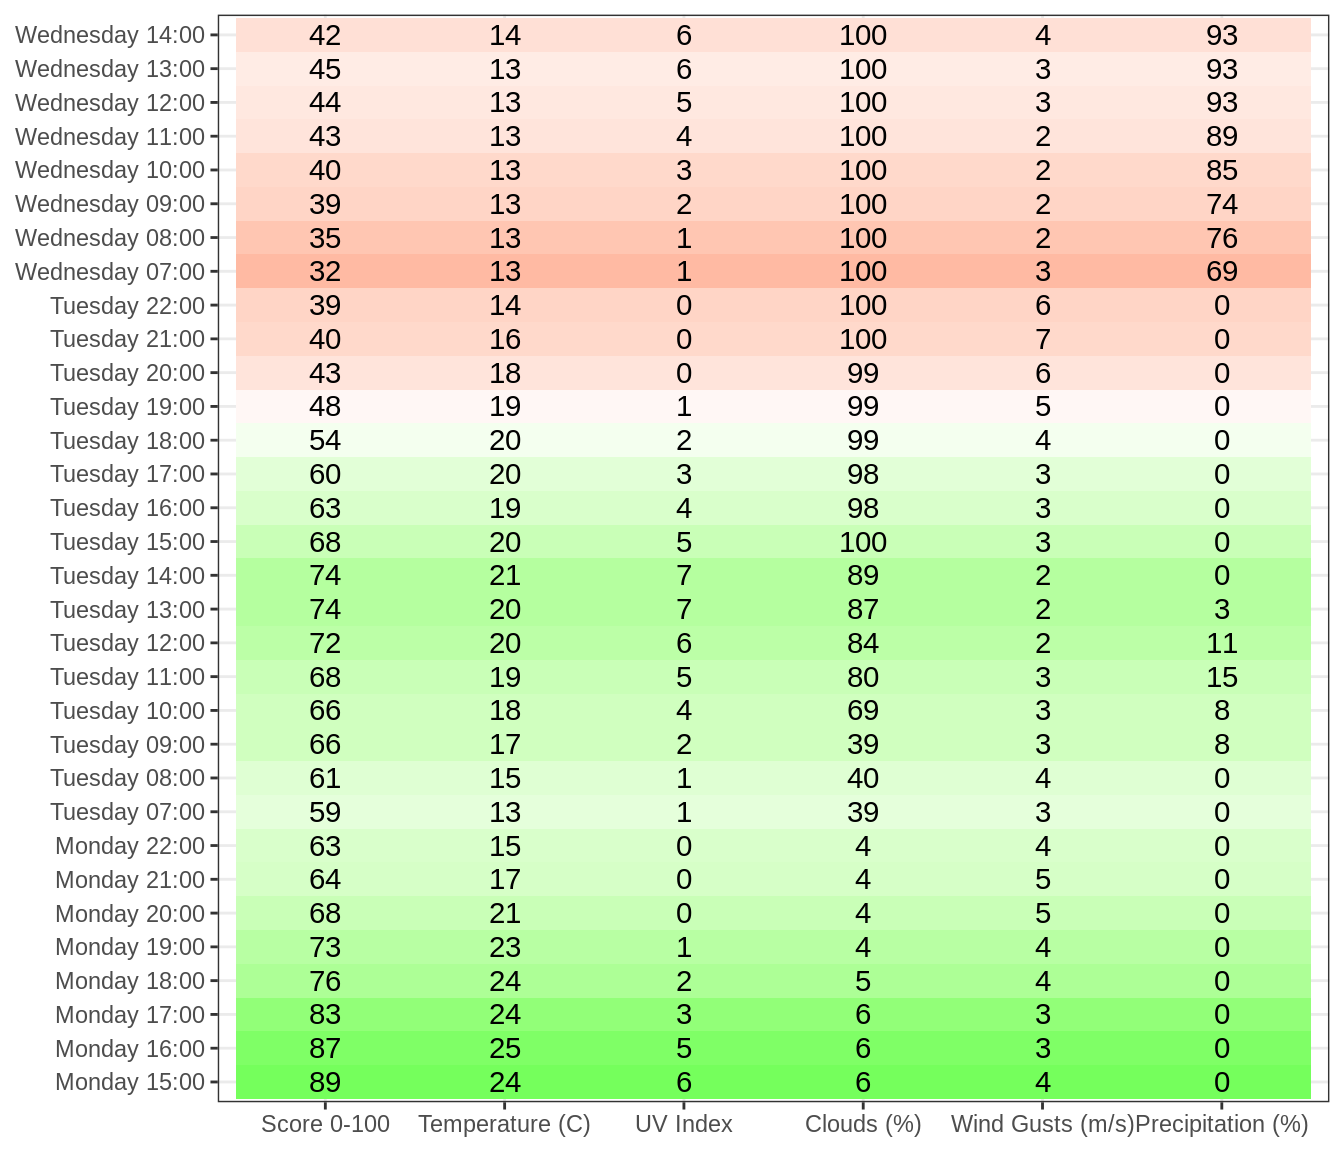 Wednesday 14:00 42 14 6 100 4 93
Wednesday 13:00 45 13 6 100 3 93
Wednesday 12:00 44 13 5 100 3 93
Wednesday 11:00 43 13 4 100 2 89
Wednesday 10:00 40 13 3 100 2 85
Wednesday 09:00 39 13 2 100 2 74
Wednesday 08:00 35 13 1 100 2 76
Wednesday 07:00 32 13 1 100 3 69
Tuesday 22:00 39 14 0 100 6 0
Tuesday 21:00 40 16 0 100 7 0
Tuesday 20:00 43 18 0 99 6 0
Tuesday 19:00 48 19 1 99 5 0
Tuesday 18:00 54 20 2 99 4 0
Tuesday 17:00 60 20 3 98 3 0
Tuesday 16:00 63 19 4 98 3 0
Tuesday 15:00 68 20 5 100 3 0
Tuesday 14:00 74 21 7 89 2 0
Tuesday 13:00 74 20 7 87 2 3
Tuesday 12:00 72 20 6 84 2 11
Tuesday 11:00 68 19 5 80 3 15
Tuesday 10:00 66 18 4 69 3 8
Tuesday 09:00 66 17 2 39 3 8
Tuesday 08:00 61 15 1 40 4 0
Tuesday 07:00 59 13 1 39 3 0
Monday 22:00 63 15 0 4 4 0
Monday 21:00 64 17 0 4 5 0
Monday 20:00 68 21 0 4 5 0
Monday 19:00 73 23 1 4 4 0
Monday 18:00 76 24 2 5 4 0
Monday 17:00 83 24 3 6 3 0
Monday 16:00 87 25 5 6 3 0
Monday 15:00 89 24 6 6 4 0
Score 0-100 Temperature (C) UV Index Clouds (%) Wind Gusts (m/s) Precipitation (%)